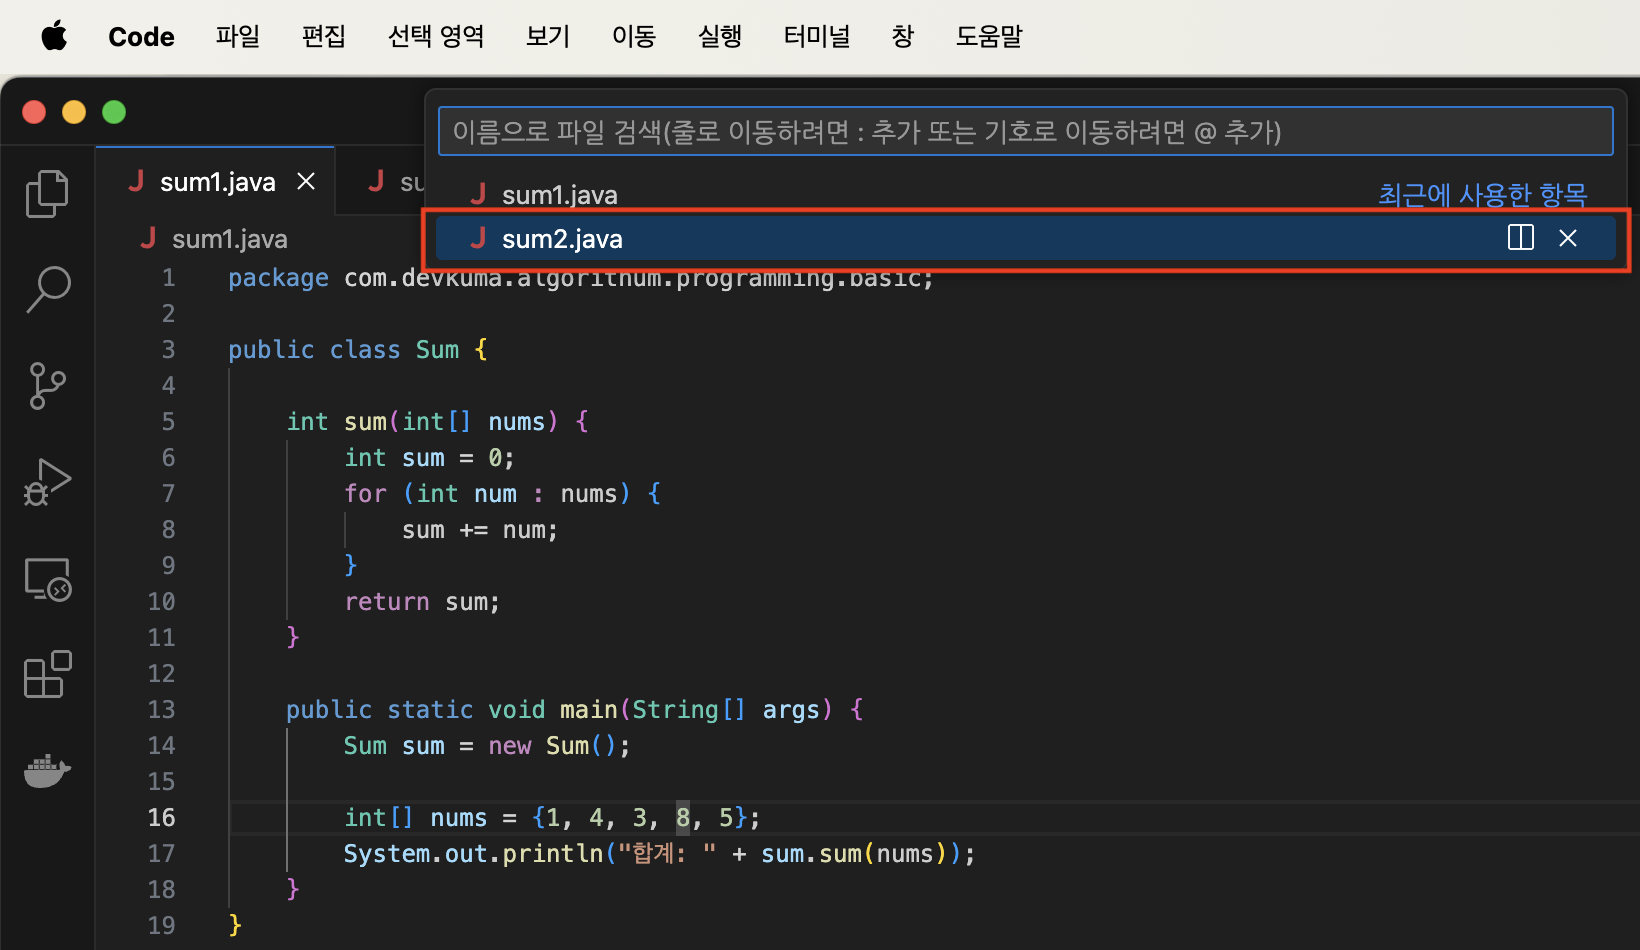 Code 파일 편집 선택 영역 보기 이동 실행 터미널 창 도움말
이름으로 파일 검색(줄로 이동하려면 : 추가 또는 기호로 이동하려면 @ 추가)
J sum1.java J su
J sum1.java 최근에 사용한 항목
J sum2.java
J sum1.java
1 package com.devkuma.algorithum.programming.basic;
2
3 public class Sum {
4
5 int sum(int[] nums) {
6 int sum = 0;
7 for (int num : nums) {
8 sum += num;
9 }
10 return sum;
11 }
12
13 public static void main(String[] args) {
14 Sum sum = new Sum();
15
16 int[] nums = {1, 4, 3, 8, 5};
17 System.out.println("합계: " + sum.sum(nums));
18 }
19 }